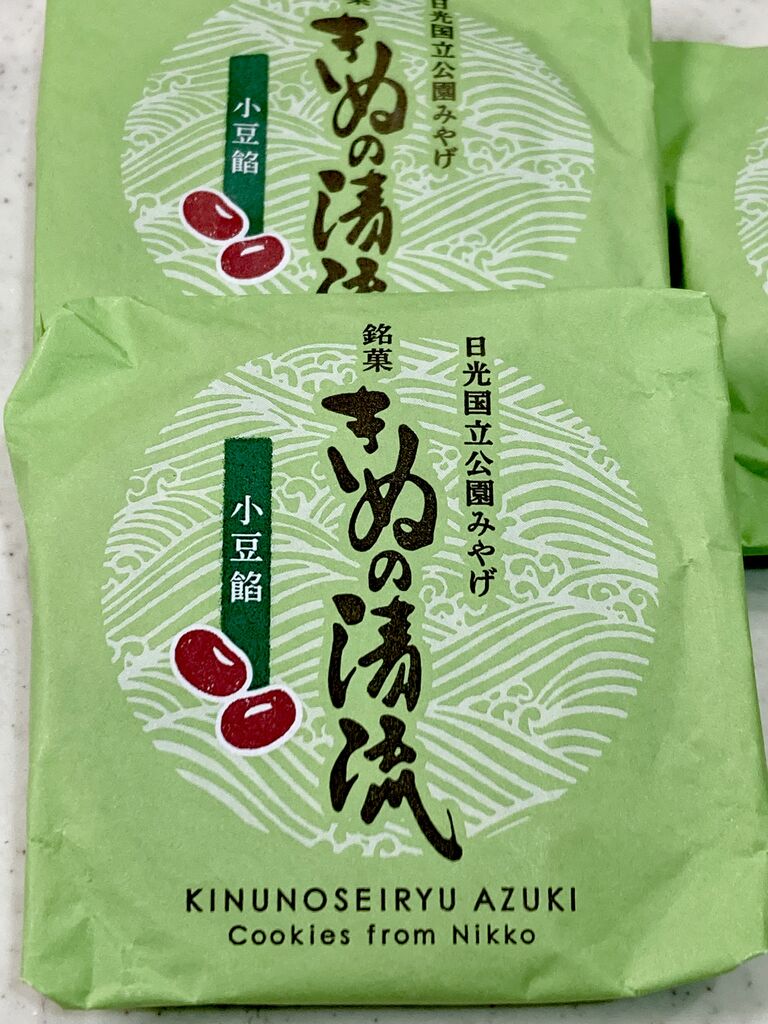 日光国立公園みやげ
菓
きぬの清流
小豆餡
日光国立公園みやげ
銘菓
きぬの清流
小豆餡
KINUNOSEIRYU AZUKI
Cookies from Nikko